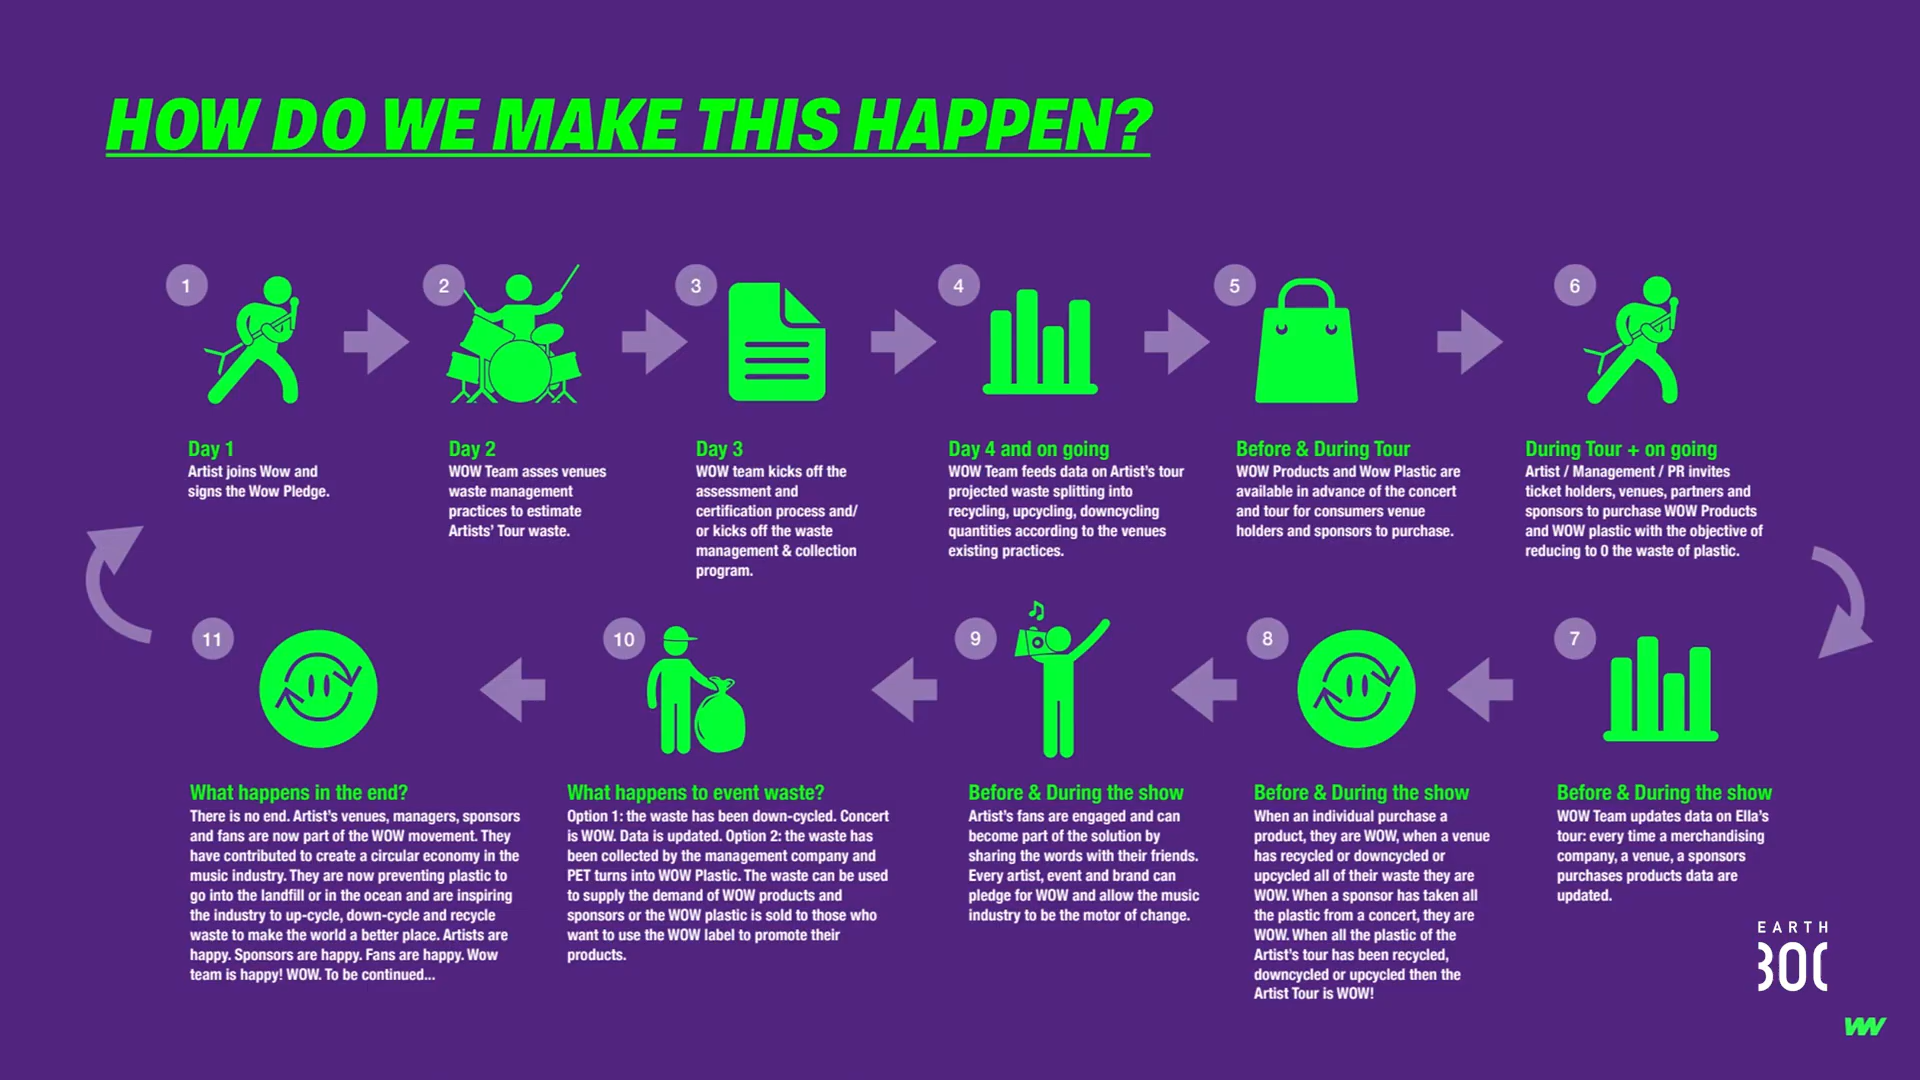 HOW DO WE MAKE THIS HAPPEN?
1
Day 1
Artist joins Wow and
signs the Wow Pledge.
2
Day 2
WOW Team asses venues
waste management
practices to estimate
Artists' Tour waste.
3
Day 3
WOW team kicks off the
assessment and
certification process and/
or kicks off the waste
management & collection
program.
4
Day 4 and on going
WOW Team feeds data on Artist's tour
projected waste splitting into
recycling, upcycling, downcycling
quantities according to the venues
existing practices.
5
Before & During Tour
WOW Products and Wow Plastic are
available in advance of the concert
and tour for consumers venue
holders and sponsors to purchase.
6
During Tour + on going
Artist / Management / PR invites
ticket holders, venues, partners and
sponsors to purchase WOW Products
and WOW plastic with the objective of
reducing to 0 the waste of plastic.
7
Before & During the show
WOW Team updates data on Ella's
tour: every time a merchandising
company, a venue, a sponsors
purchases products data are
updated.
8
Before & During the show
When an individual purchase a
product, they are WOW, when a venue
has recycled or downcycled or
upcycled all of their waste they are
WOW. When a sponsor has taken all
the plastic from a concert, they are
WOW. When all the plastic of the
Artist's tour has been recycled,
downcycled or upcycled then the
Artist Tour is WOW!
9
Before & During the show
Artist's fans are engaged and can
become part of the solution by
sharing the words with their friends.
Every artist, event and brand can
pledge for WOW and allow the music
industry to be the motor of change.
10
What happens to event waste?
Option 1: the waste has been down-cycled. Concert
is WOW. Data is updated. Option 2: the waste has
been collected by the management company and
PET turns into WOW Plastic. The waste can be used
to supply the demand of WOW products and
sponsors or the WOW plastic is sold to those who
want to use the WOW label to promote their
products.
11
What happens in the end?
There is no end. Artist's venues, managers, sponsors
and fans are now part of the WOW movement. They
have contributed to create a circular economy in the
music industry. They are now preventing plastic to
go into the landfill or in the ocean and are inspiring
the industry to up-cycle, down-cycle and recycle
waste to make the world a better place. Artists are
happy. Sponsors are happy. Fans are happy. Wow
team is happy! WOW. To be continued...
EARTH
300